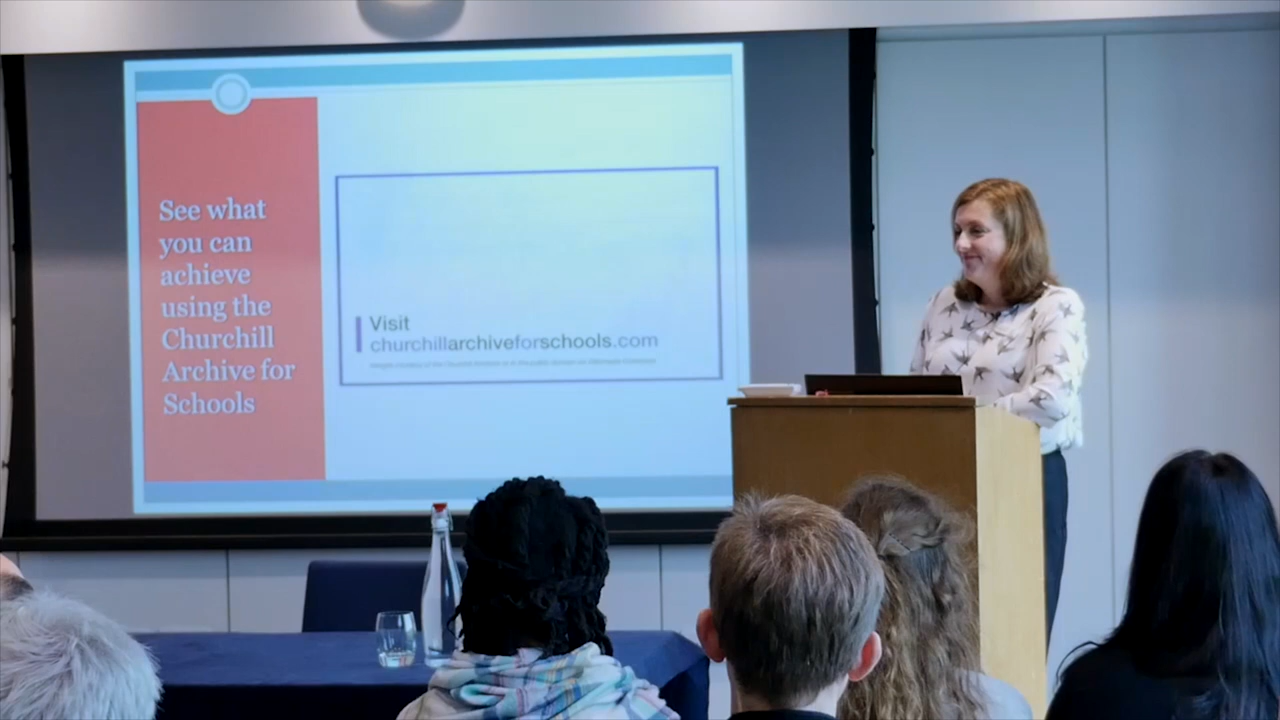 See what
you can
achieve
using the
Churchill
Archive for
Schools
Visit
churchillarchiveforschools.com